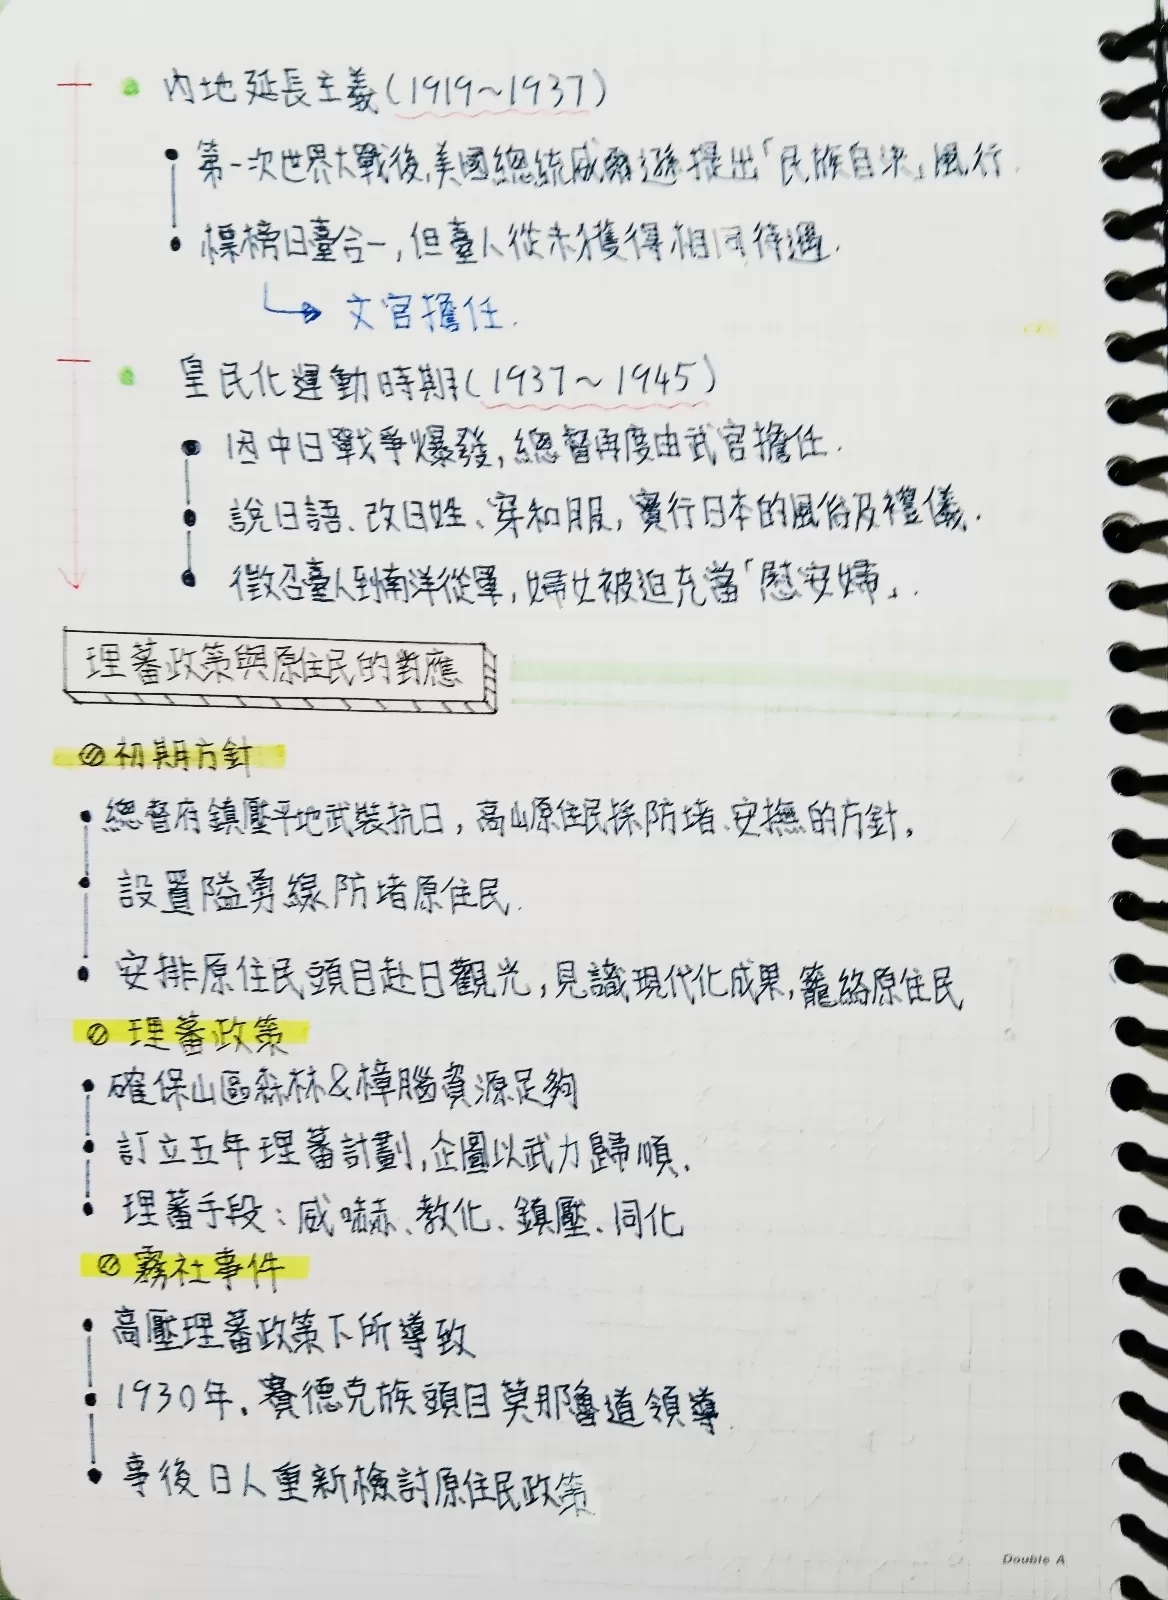 內地延長主義(1919~1937)
第一次世界大戰後,美國總統威爾遜提出「民族自決」風行.
標榜日臺合一,但臺人從未獲得相同待遇.
文官擔任.
皇民化運動時期(1937~1945)
因中日戰爭爆發,總督再度由武官擔任.
說日語、改日姓、穿和服,實行日本的風俗及禮儀.
徵召臺人到南洋從軍,婦女被迫充當「慰安婦」.
理蕃政策與原住民的對應
初期方針
總督府鎮壓平地武裝抗日,高山原住民採防堵、安撫的方針。
設置隘勇線防堵原住民.
安排原住民頭目赴日觀光,見識現代化成果,籠絡原住民
理蕃政策
確保山區森林&樟腦資源足夠
訂立五年理蕃計劃,企圖以武力歸順.
理蕃手段:威嚇、教化、鎮壓、同化
霧社事件
高壓理蕃政策下所導致
1930年.賽德克族頭目莫那魯道領導
事後日人重新檢討原住民政策
Double A